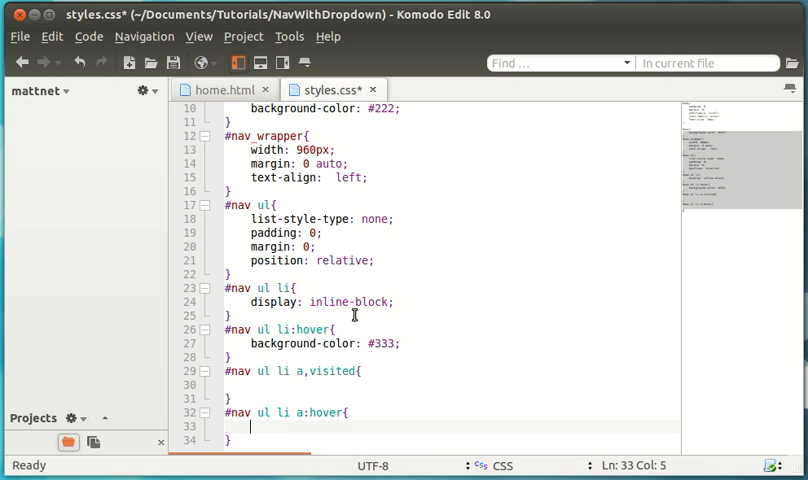 styles.css* (~/Documents/Tutorials/NavWithDropdown) - Komodo Edit 8.0
File Edit Code Navigation View Project Tools Help
Find ... In current file
mattnet home.html styles.css*
10 background-color: #222;
11 }
12 #nav_wrapper{
13 width: 960px;
14 margin: 0 auto;
15 text-align:  left;
16 }
17 #nav ul{
18 list-style-type: none;
19 padding: 0;
20 margin: 0;
21 position: relative;
22 }
23 #nav ul li{
24 display: inline-block;
25 }
26 #nav ul li:hover{
27 background-color: #333;
28 }
29 #nav ul li a,visited{
30
31 }
32 #nav ul li a:hover{
33
34 }
Projects
Ready UTF-8 CSS CSS Ln: 33 Col: 5